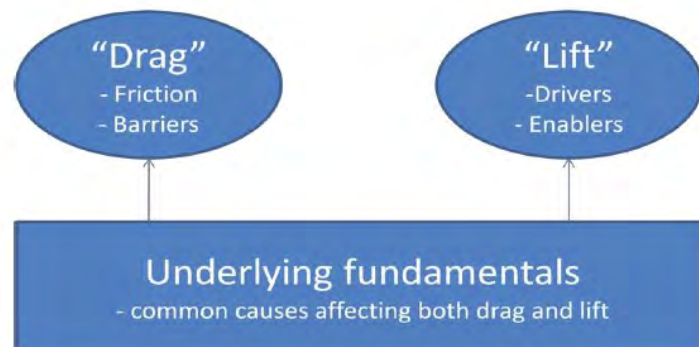 “Drag”
- Friction
- Barriers
“Lift”
-Drivers
- Enablers
Underlying fundamentals
- common causes affecting both drag and lift